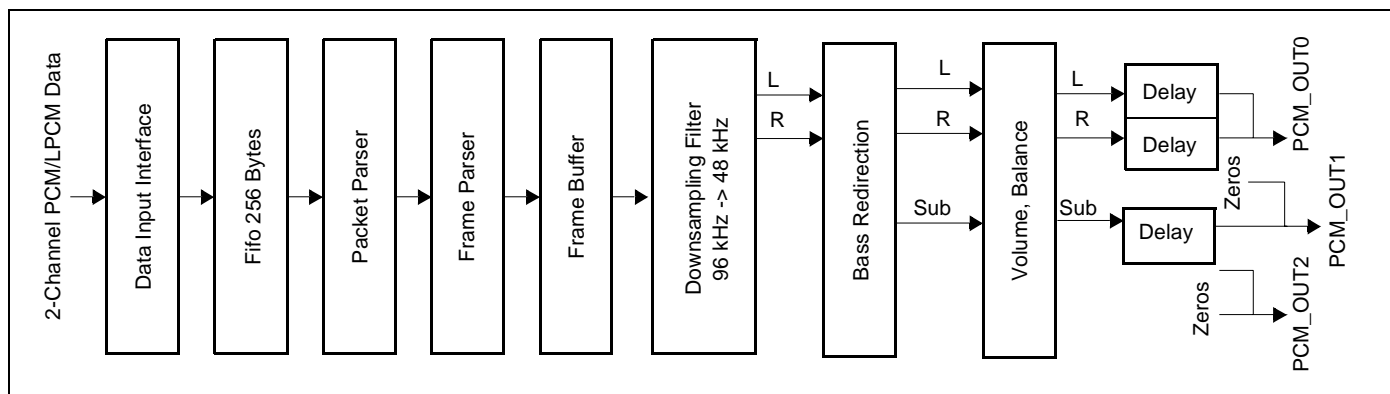 2-Channel PCM/LPCM Data
Data Input Interface
Fifo 256 Bytes
Packet Parser
Frame Parser
Frame Buffer
Downsampling Filter
96 kHz -> 48 kHz
L
R
Bass Redirection
L
R
Sub
Volume, Balance
L
R
Sub
Delay
Delay
Delay
Zeros
Zeros
PCM_OUT0
PCM_OUT1
PCM_OUT2